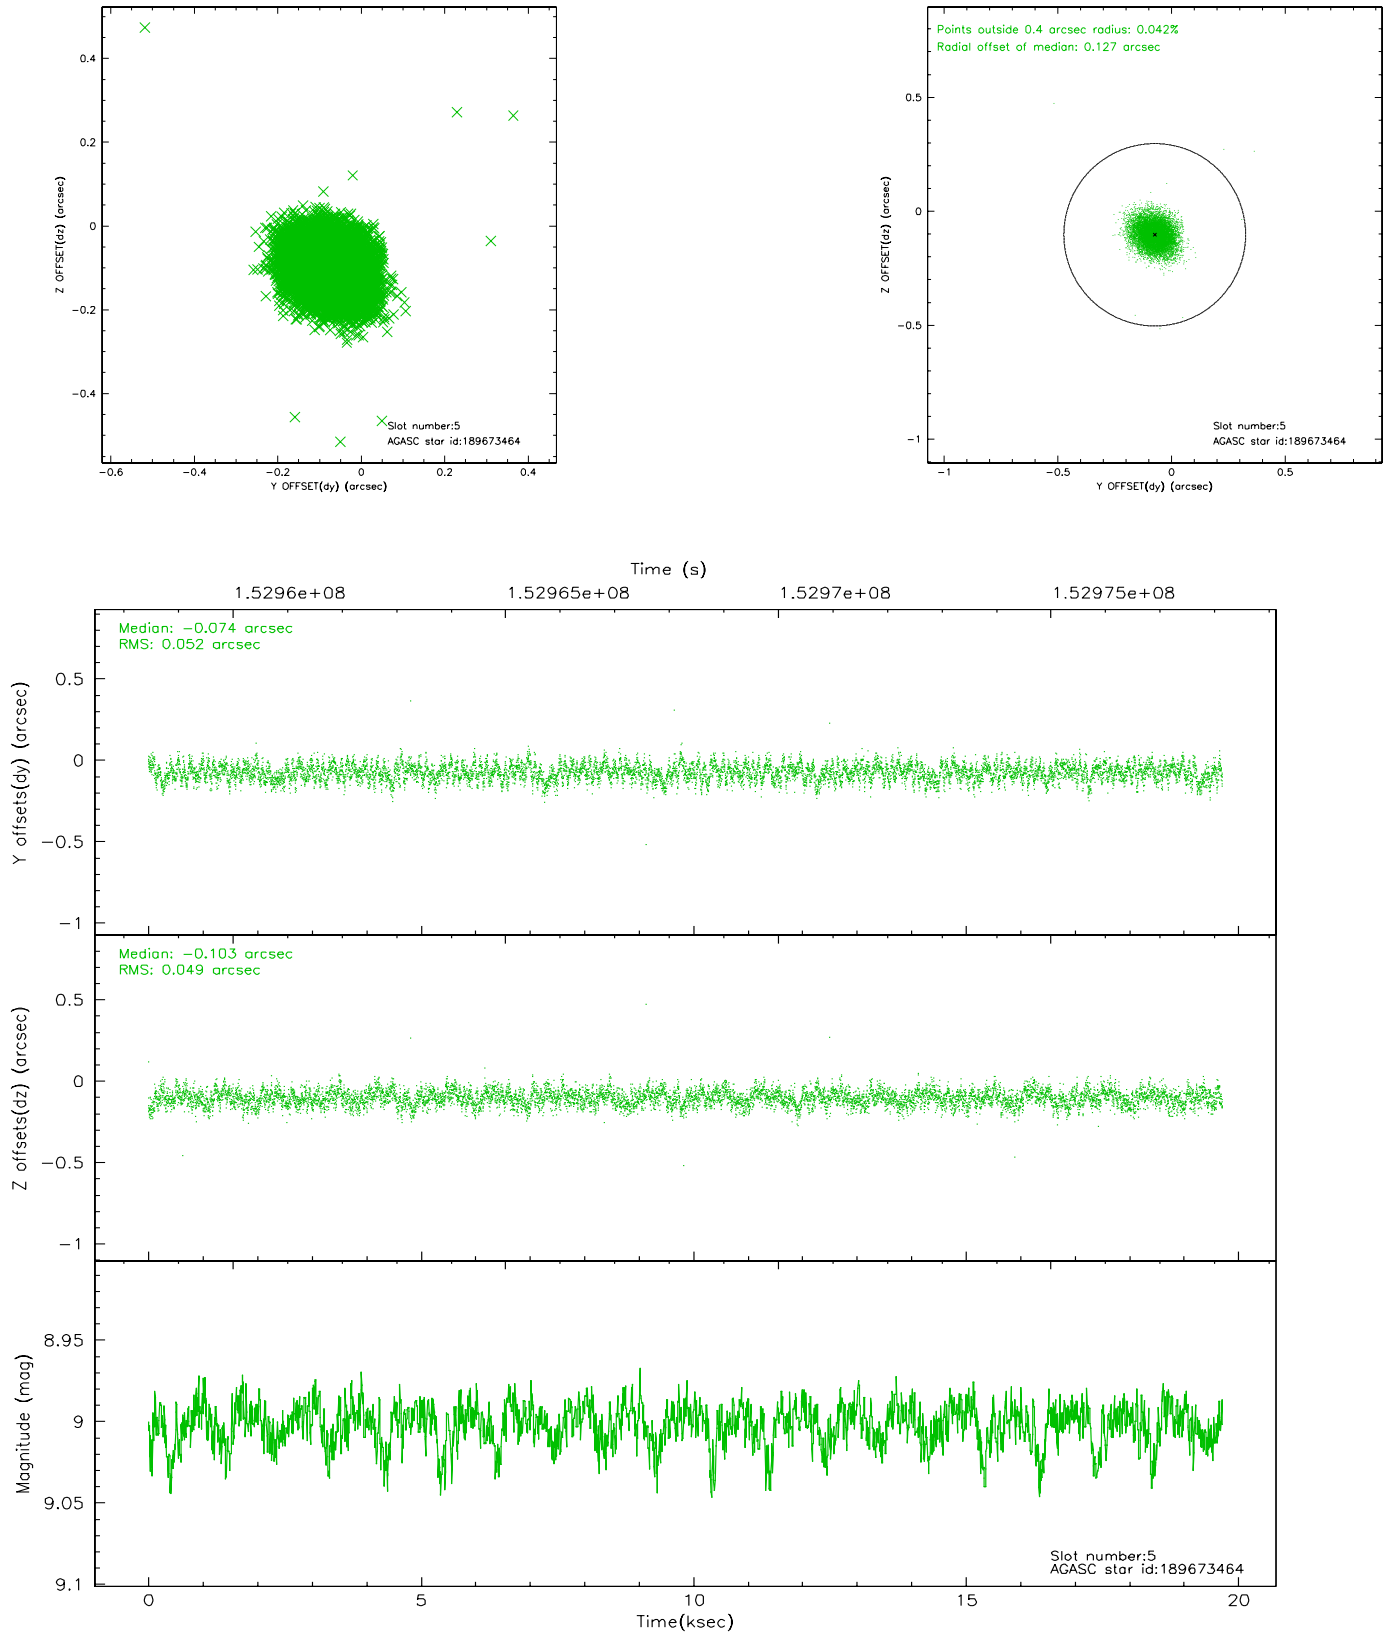 0.4
0.2
0
−0.2
−0.4
Z OFFSET(dz) (arcsec)
−0.6
−0.4
−0.2
0
0.2
0.4
Y OFFSET(dy) (arcsec)
Slot number:5
AGASC star id:189673464
Points outside 0.4 arcsec radius: 0.042%
Radial offset of median: 0.127 arcsec
0.5
0
−0.5
−1
Z OFFSET(dz) (arcsec)
−1
−0.5
0
0.5
Y OFFSET(dy) (arcsec)
Slot number:5
AGASC star id:189673464
Time (s)
1.5296e+08
1.52965e+08
1.5297e+08
1.52975e+08
Median: −0.074 arcsec
RMS: 0.052 arcsec
0.5
0
−0.5
−1
Y offsets(dy) (arcsec)
Median: −0.103 arcsec
RMS: 0.049 arcsec
0.5
0
−0.5
−1
Z offsets(dz) (arcsec)
8.95
9
9.05
9.1
Magnitude (mag)
Slot number:5
AGASC star id:189673464
0
5
10
15
20
Time(ksec)